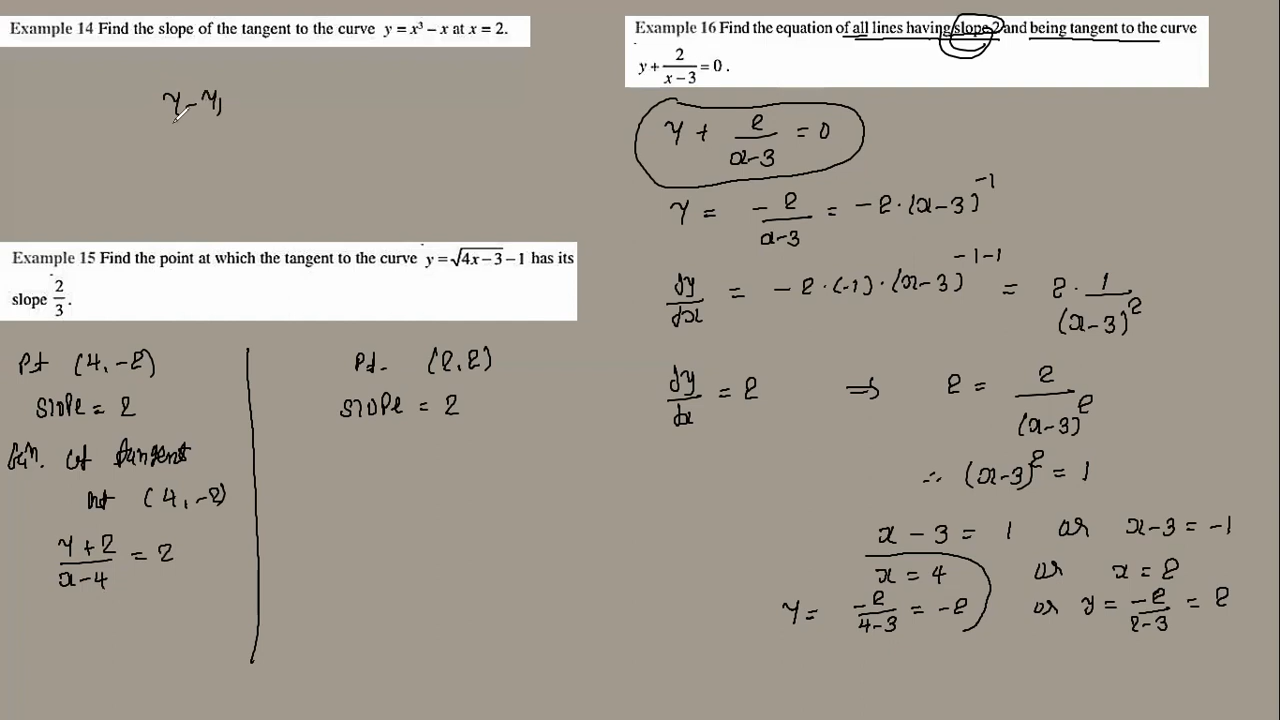 Example 14 Find the slope of the tangent to the curve y = x³ – x at x = 2.
y – y₁
Example 15 Find the point at which the tangent to the curve y = √(4x – 3) – 1 has its
slope 2/3.
Pt (4, -2)
slope = 2
Eqn. of tangent
at (4, -2)
(y + 2)/(x - 4) = 2
Pt. (2, 2)
slope = 2
Example 16 Find the equation of all lines having slope 2 and being tangent to the curve
y + 2/(x – 3) = 0.
y + 2/(x-3) = 0
y = -2/(x-3) = -2·(x-3)⁻¹
dy/dx = -2·(-1)·(x-3)⁻¹⁻¹ = 2·1/(x-3)²
dy/dx = 2 ⇒ 2 = 2/(x-3)²
∴ (x-3)² = 1
x - 3 = 1 or x-3 = -1
x = 4 or x = 2
y = -2/(4-3) = -2 or y = -2/(2-3) = 2